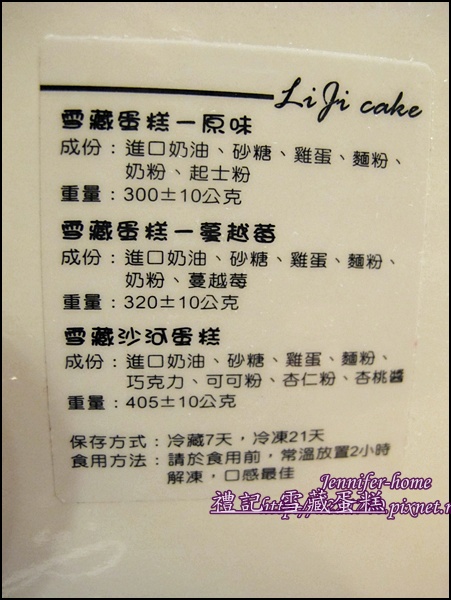 LiJi cake
雪藏蛋糕－原味
成份：進口奶油、砂糖、雞蛋、麵粉、
奶粉、起士粉
重量：300±10公克
雪藏蛋糕－蔓越莓
成份：進口奶油、砂糖、雞蛋、麵粉、
奶粉、蔓越莓
重量：320±10公克
雪藏沙河蛋糕
成份：進口奶油、砂糖、雞蛋、麵粉、
巧克力、可可粉、杏仁粉、杏桃醬
重量：405±10公克
保存方式：冷藏7天，冷凍21天
食用方法：請於食用前，常溫放置2小時
解凍，口感最佳
Jennifer-home
禮記 雪藏蛋糕
pixnet.n